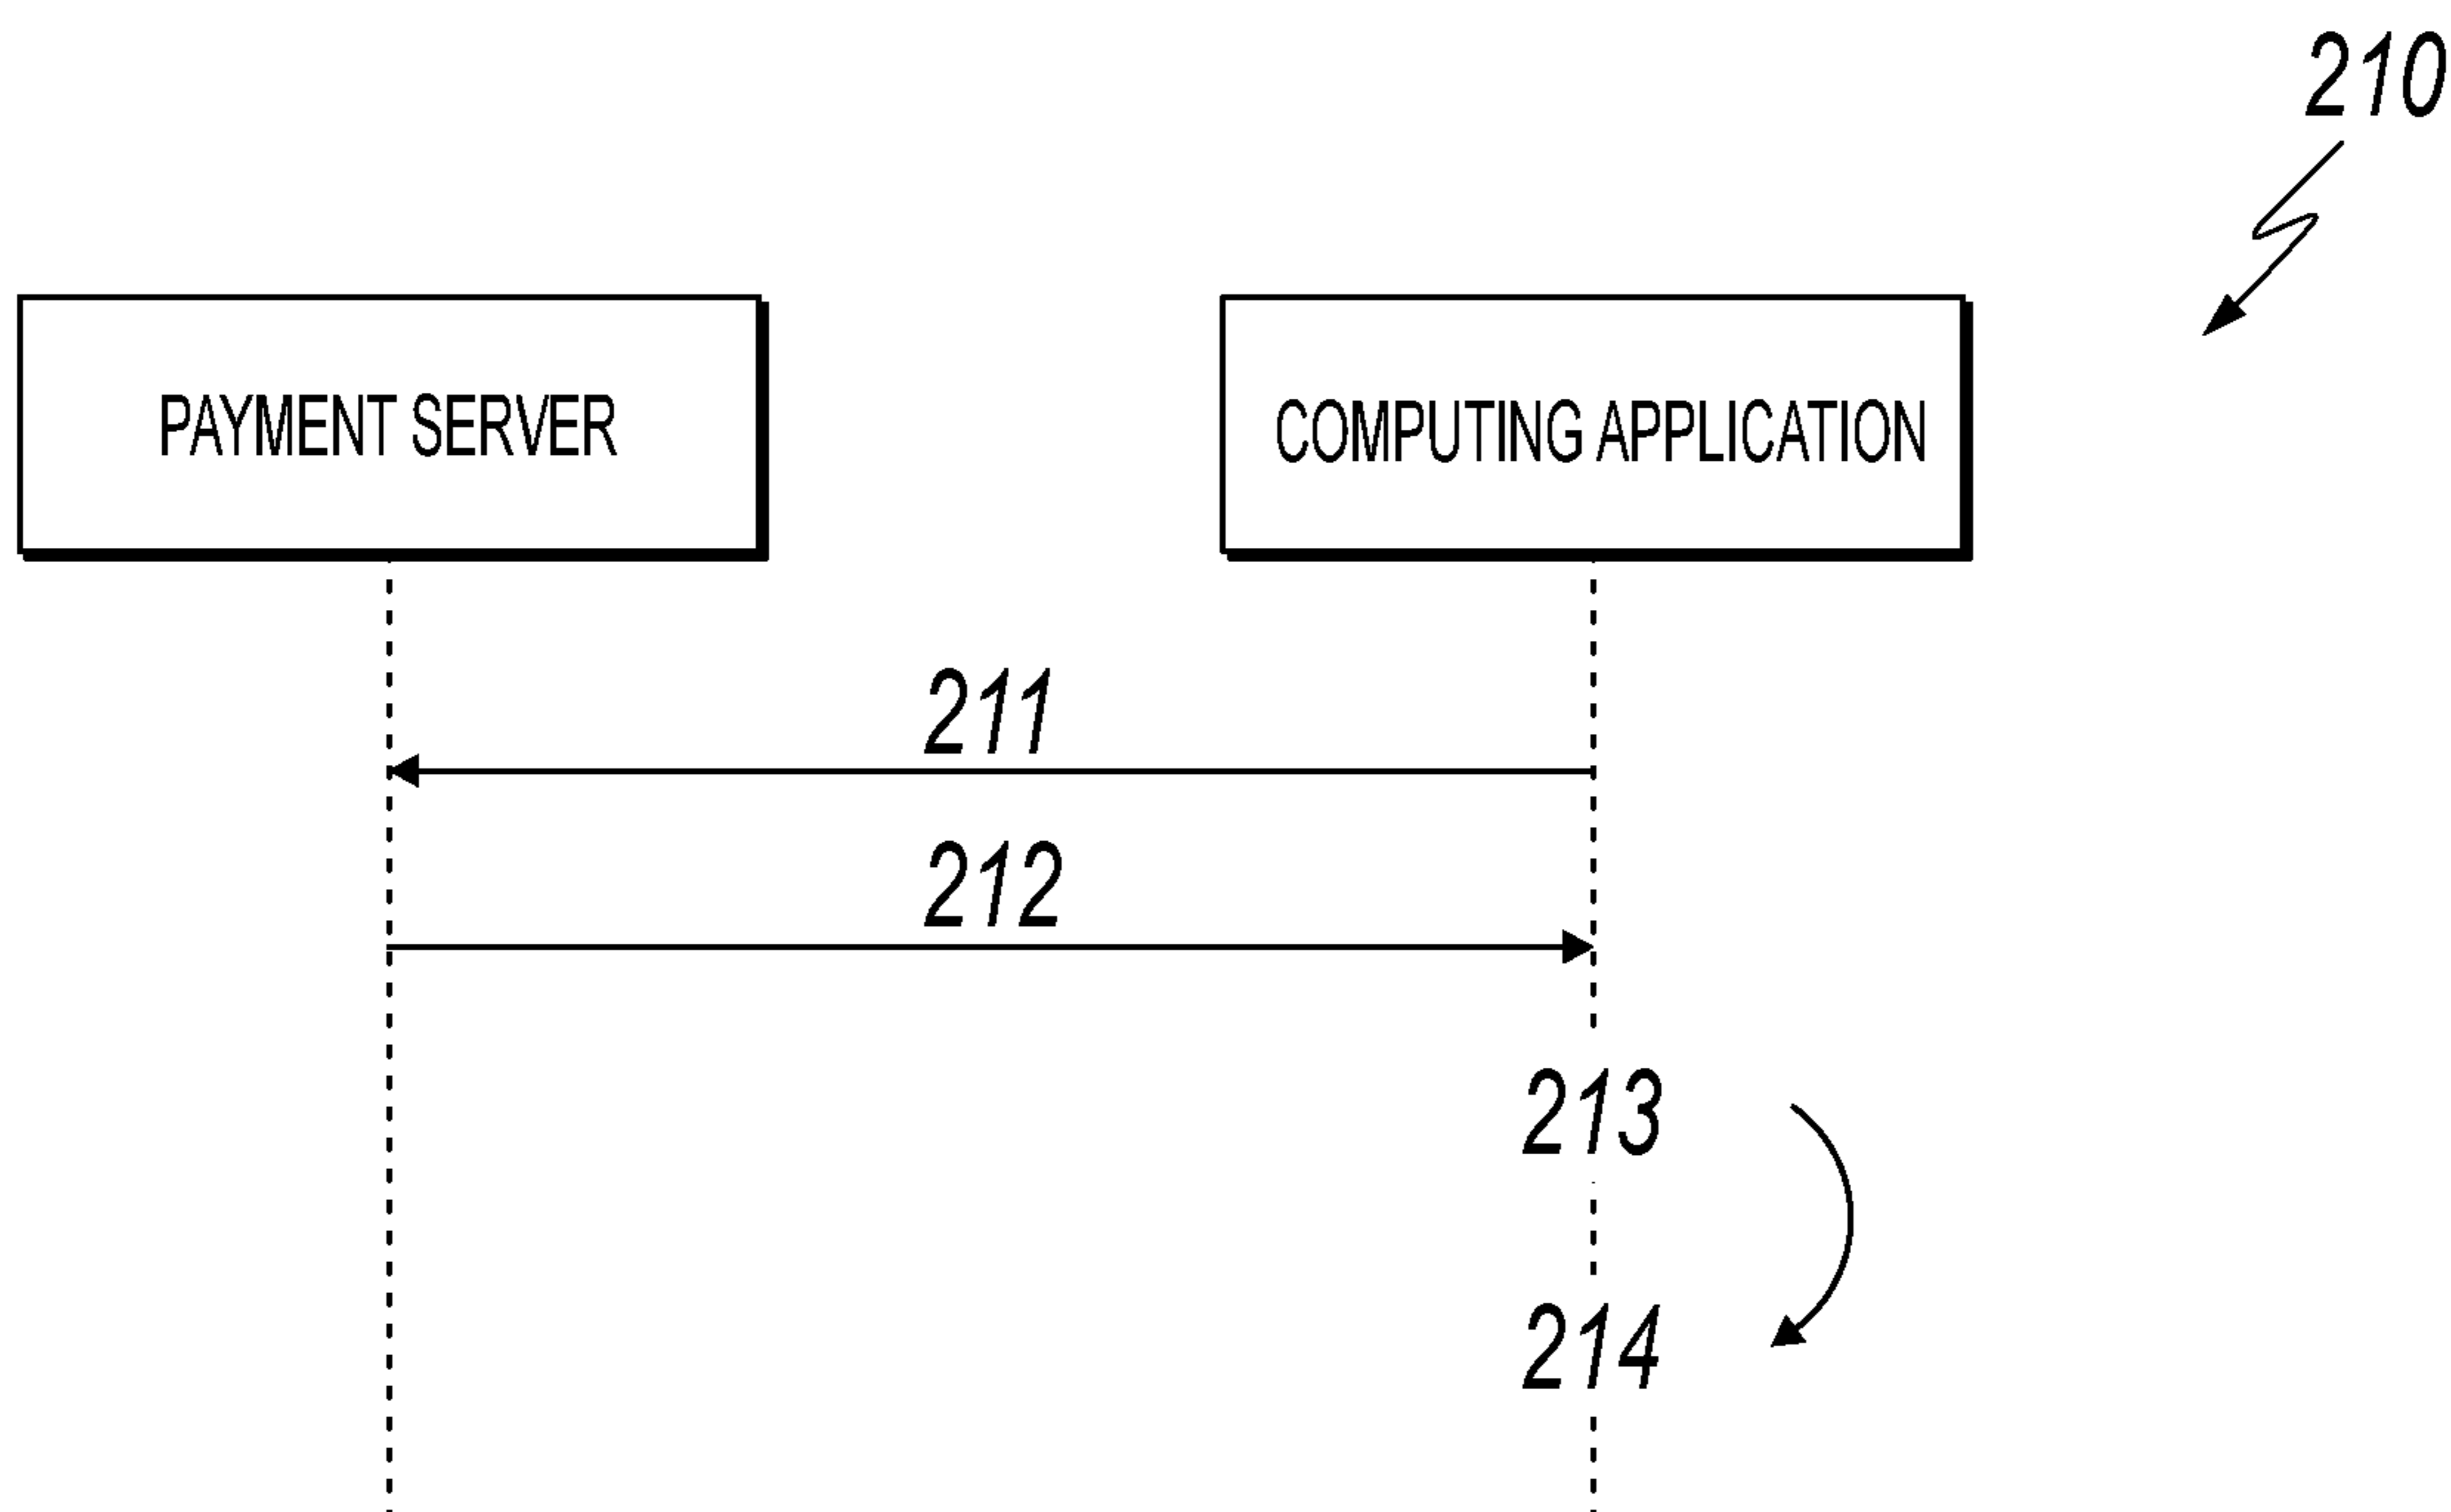 210
PAYMENT SERVER
COMPUTING APPLICATION
211
212
213
214